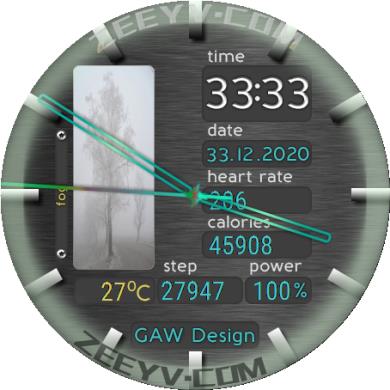 ZEEYV-COM
time
33:33
date
33.12.2020
heart rate
206
calories
45908
fog
step
power
27°C
27947
100%
GAW Design
ZEEYV-COM